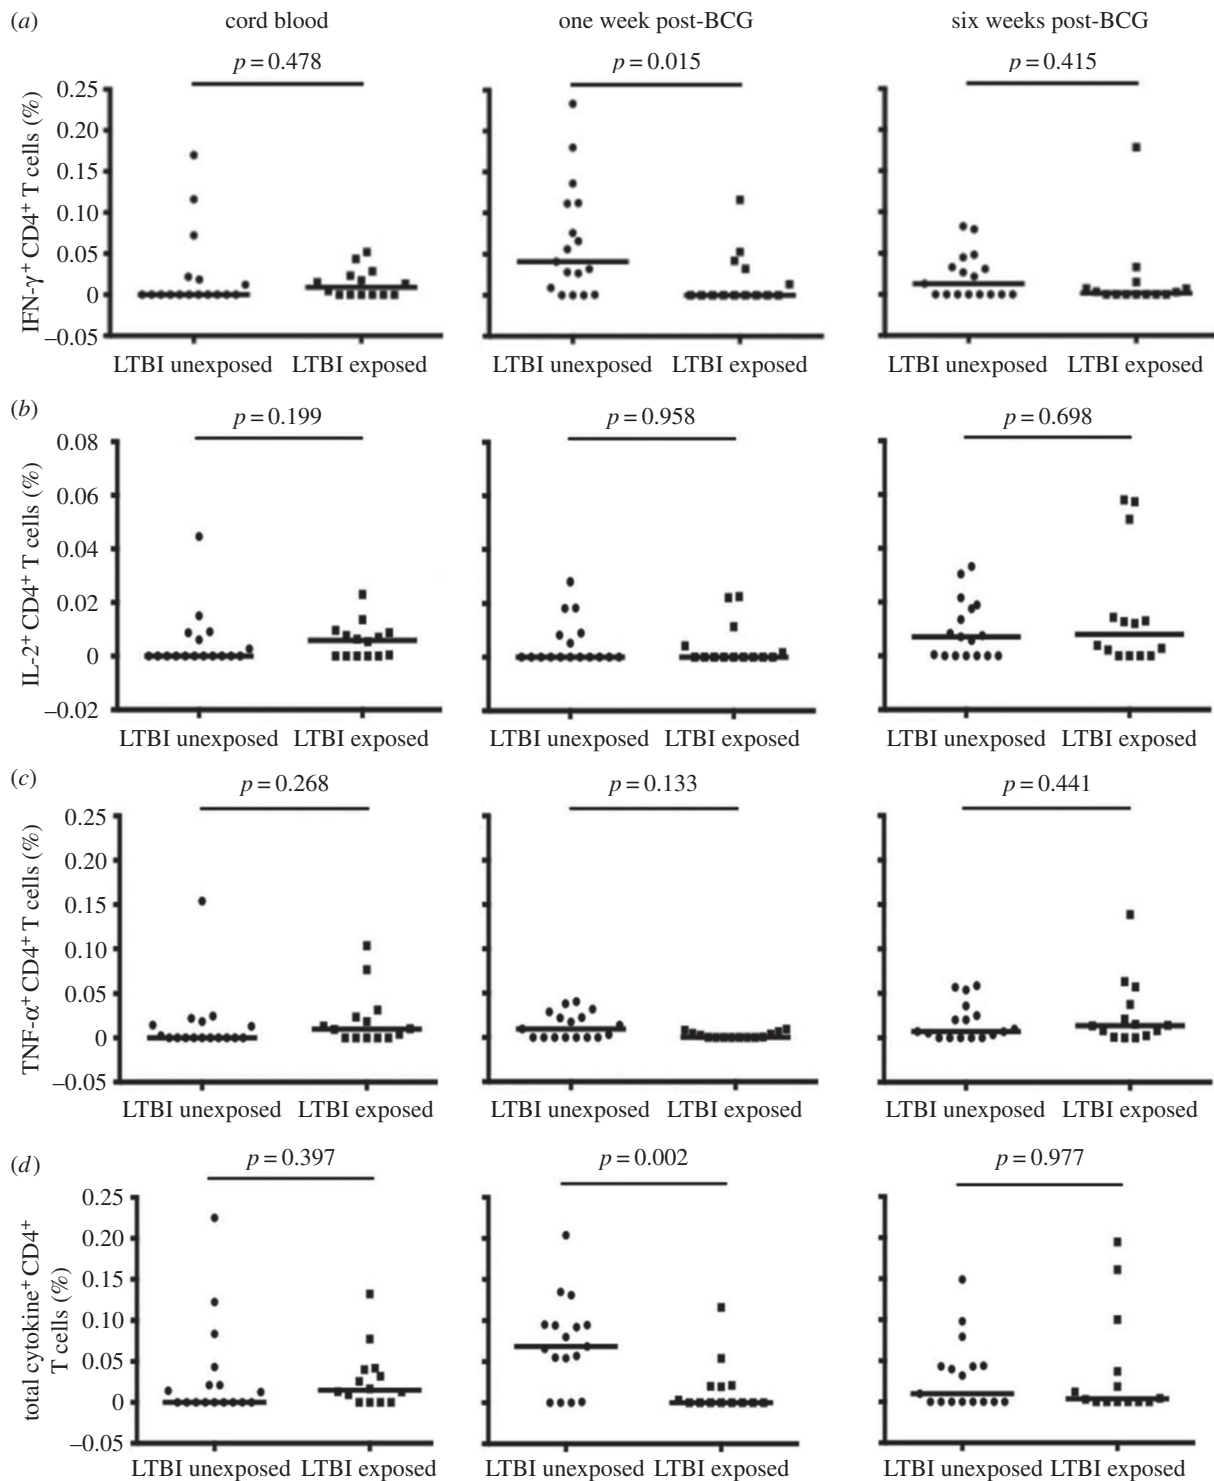 (a) cord blood one week post-BCG six weeks post-BCG
p = 0.478 p = 0.015 p = 0.415
IFN-γ⁺ CD4⁺ T cells (%)
0.25
0.20
0.15
0.10
0.05
0
–0.05
LTBI unexposed LTBI exposed LTBI unexposed LTBI exposed LTBI unexposed LTBI exposed
(b)
p = 0.199 p = 0.958 p = 0.698
IL-2⁺ CD4⁺ T cells (%)
0.08
0.06
0.04
0.02
0
–0.02
LTBI unexposed LTBI exposed LTBI unexposed LTBI exposed LTBI unexposed LTBI exposed
(c)
p = 0.268 p = 0.133 p = 0.441
TNF-α⁺ CD4⁺ T cells (%)
0.25
0.20
0.15
0.10
0.05
0
–0.05
LTBI unexposed LTBI exposed LTBI unexposed LTBI exposed LTBI unexposed LTBI exposed
(d)
p = 0.397 p = 0.002 p = 0.977
total cytokine⁺ CD4⁺
T cells (%)
0.25
0.20
0.15
0.10
0.05
0
–0.05
LTBI unexposed LTBI exposed LTBI unexposed LTBI exposed LTBI unexposed LTBI exposed